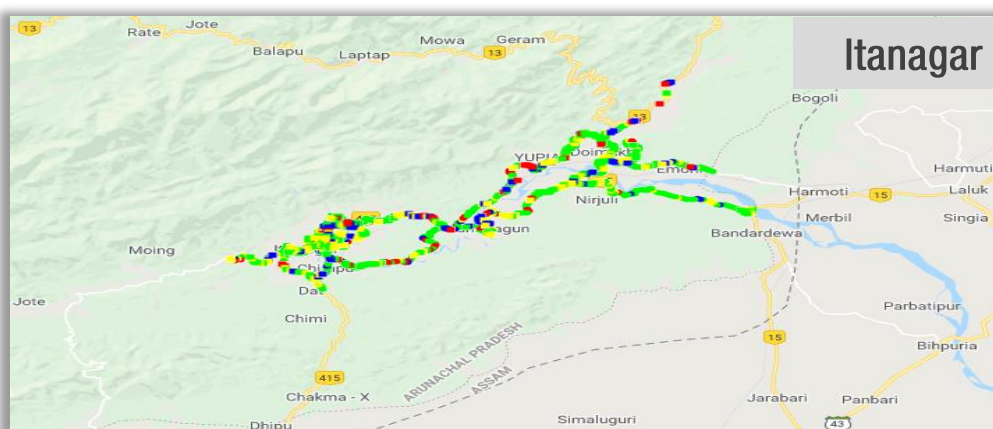 Itanagar
13
Rate
Jote
Balapu
Laptap
Mowa
Geram
13
Bogoli
13
YUPIA
Emchi
Harmuti
Harmoti
15
Laluk
Nirjuli
Merbil
Singia
Bandardewa
Moing
Jote
Dat
Chimi
Parbatipur
ARUNACHAL PRADESH
ASSAM
15
Bihpuria
415
Chakma - X
Jarabari
Panbari
Dhipu
Simaluguri
43